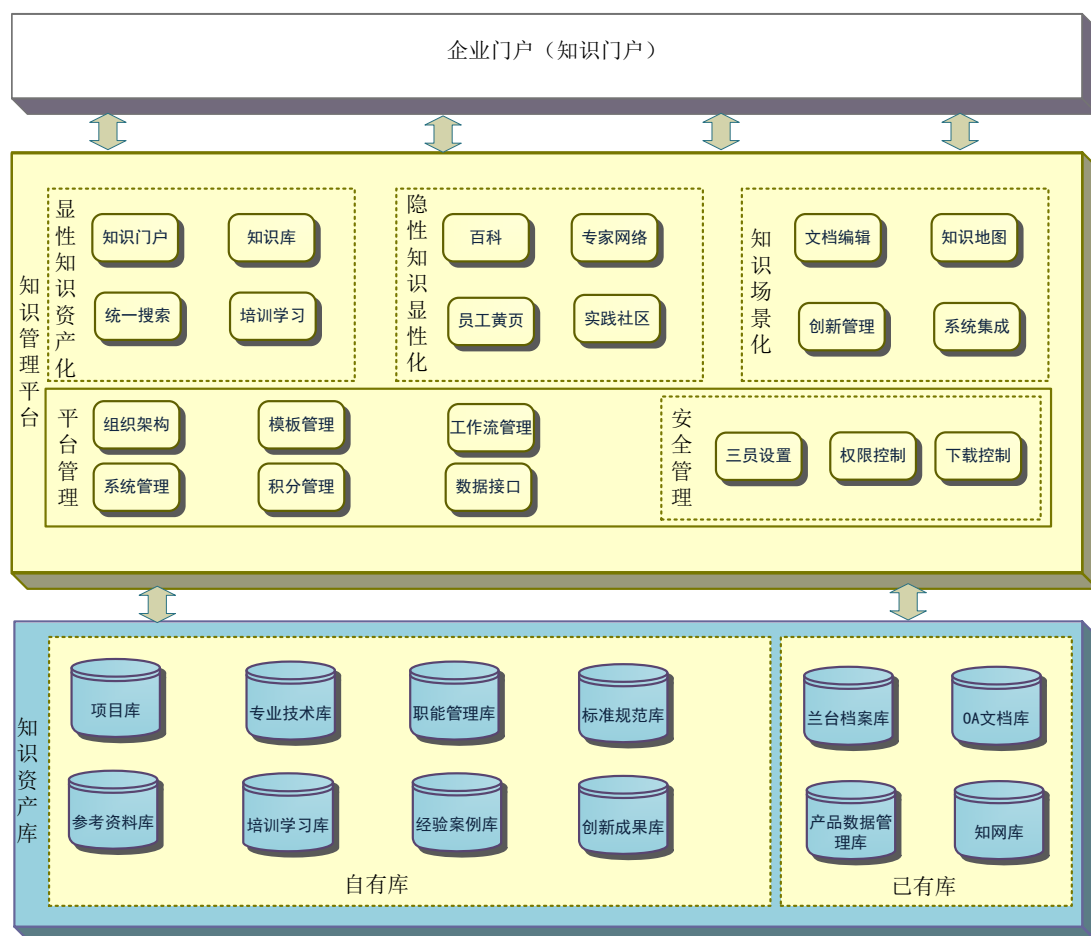 企业门户（知识门户）
知识管理平台
显性知识资产化
知识门户
知识库
统一搜索
培训学习
隐性知识显性化
百科
专家网络
员工黄页
实践社区
知识场景化
文档编辑
知识地图
创新管理
系统集成
平台管理
组织架构
模板管理
工作流管理
系统管理
积分管理
数据接口
安全管理
三员设置
权限控制
下载控制
知识资产库
项目库
专业技术库
职能管理库
标准规范库
参考资料库
培训学习库
经验案例库
创新成果库
自有库
兰台档案库
OA文档库
产品数据管
理库
知网库
已有库